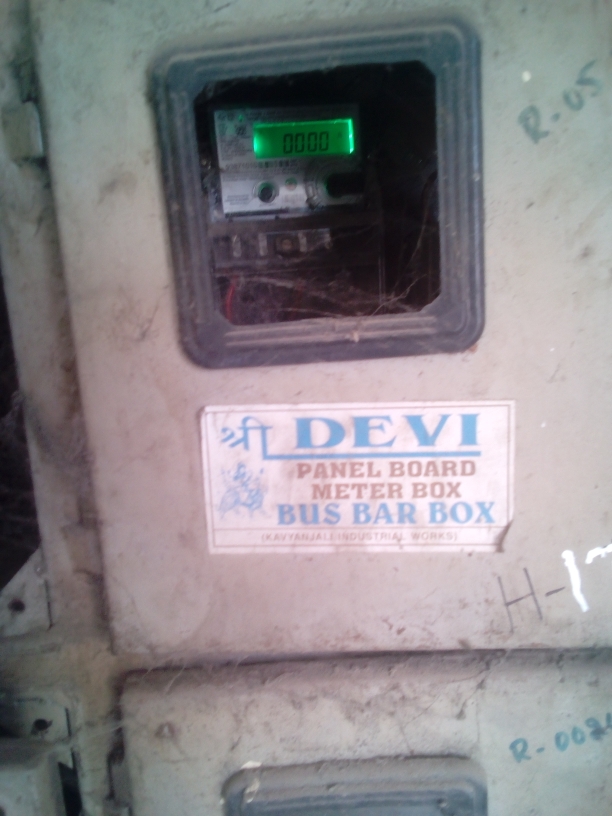 R-05
0000
श्री DEVI
PANEL BOARD
METER BOX
BUS BAR BOX
(KAVYANJALI INDUSTRIAL WORKS)
H-1